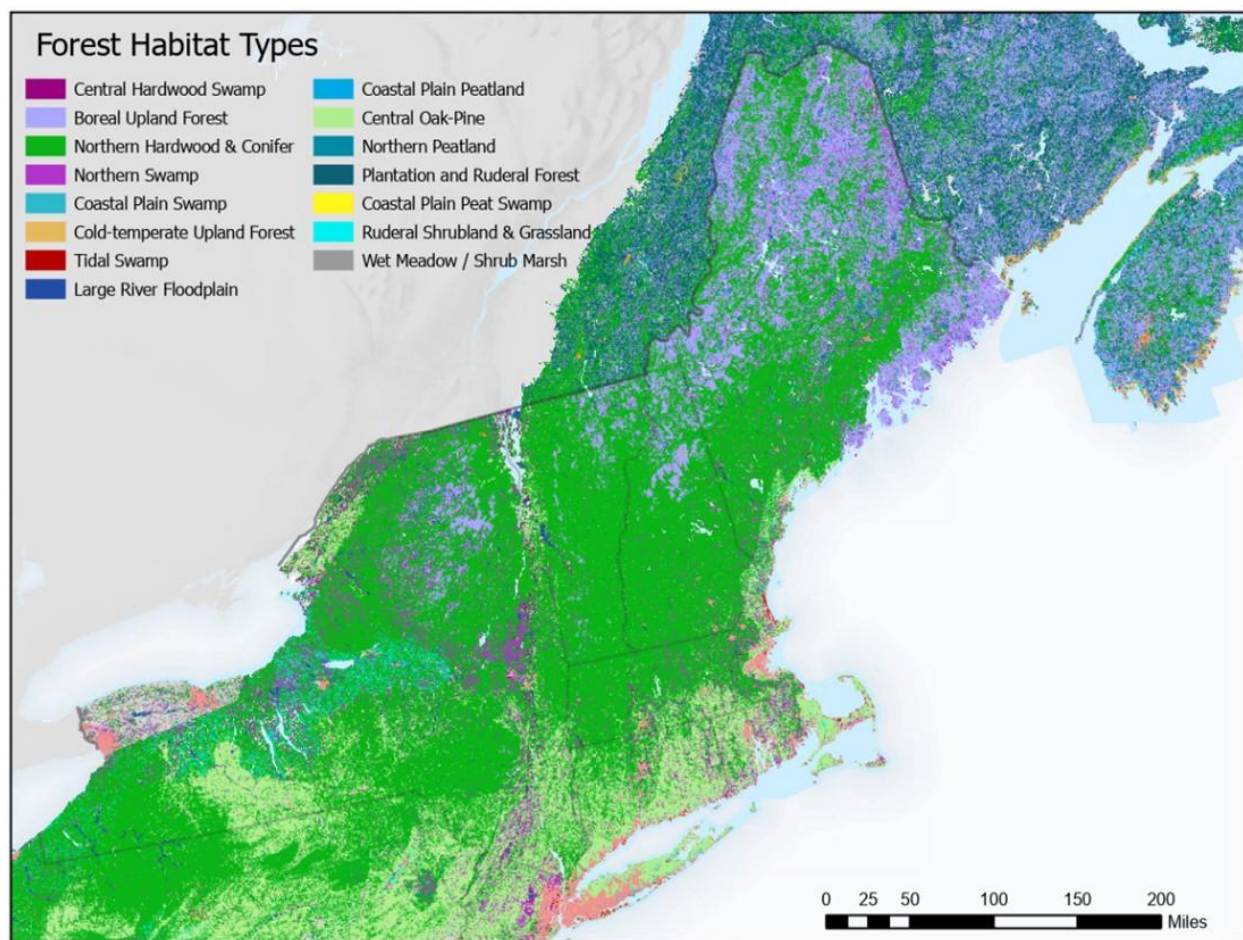 Forest Habitat Types
Central Hardwood Swamp
Boreal Upland Forest
Northern Hardwood & Conifer
Northern Swamp
Coastal Plain Swamp
Cold-temperate Upland Forest
Tidal Swamp
Large River Floodplain
Coastal Plain Peatland
Central Oak-Pine
Northern Peatland
Plantation and Ruderal Forest
Coastal Plain Peat Swamp
Ruderal Shrubland & Grassland
Wet Meadow / Shrub Marsh
0 25 50 100 150 200
Miles